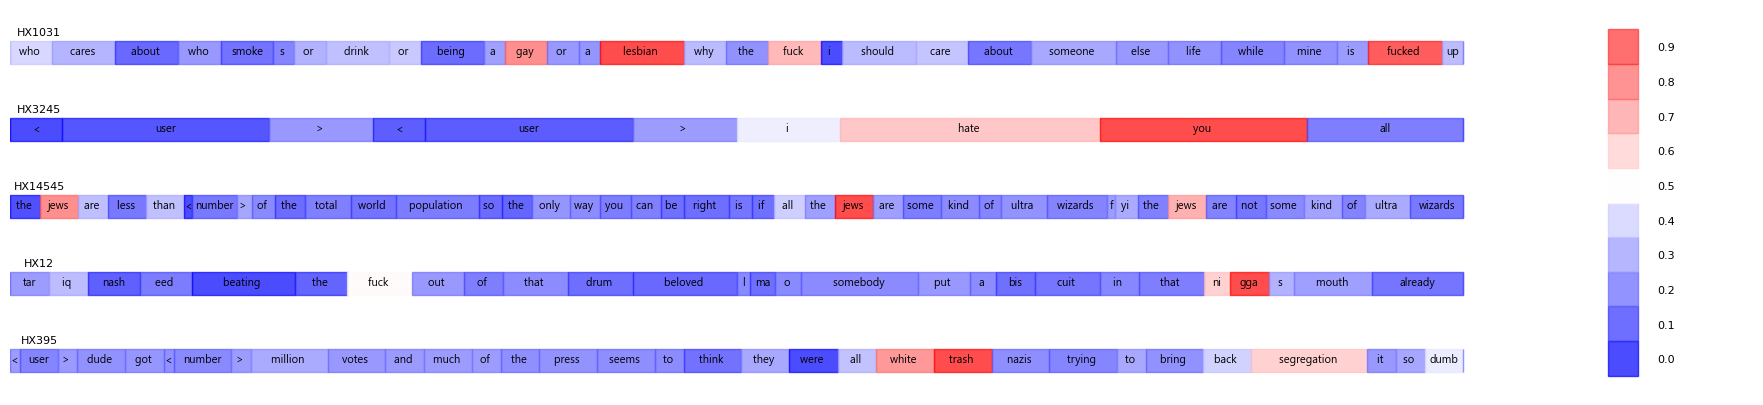 HX1031
who cares about who smoke s or drink or being a gay or a lesbian why the fuck i should care about someone else life while mine is fucked up
HX3245
< user > < user > i hate you all
HX14545
the jews are less than < number > of the total world population so the only way you can be right is if all the jews are some kind of ultra wizards f yi the jews are not some kind of ultra wizards
HX12
tar iq nash eed beating the fuck out of that drum beloved l ma o somebody put a bis cuit in that ni gga s mouth already
HX395
< user > dude got < number > million votes and much of the press seems to think they were all white trash nazis trying to bring back segregation it so dumb
0.9
0.8
0.7
0.6
0.5
0.4
0.3
0.2
0.1
0.0